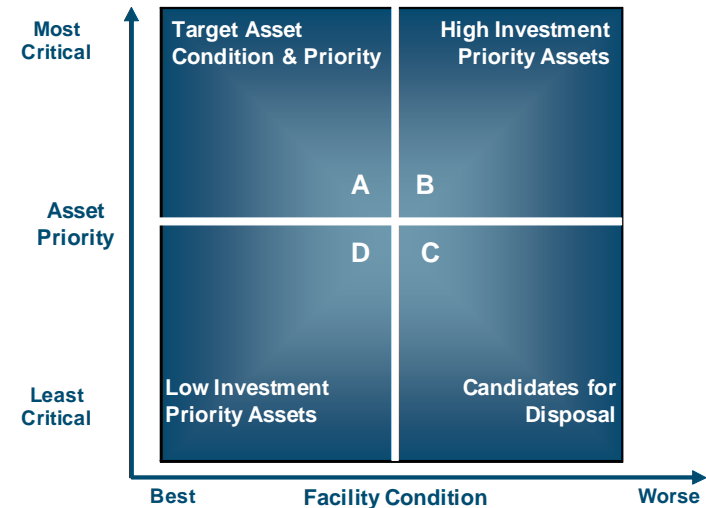 Most
Critical
Target Asset
Condition & Priority
High Investment
Priority Assets
A
B
Asset
Priority
D
C
Least
Critical
Low Investment
Priority Assets
Candidates for
Disposal
Best
Facility Condition
Worse